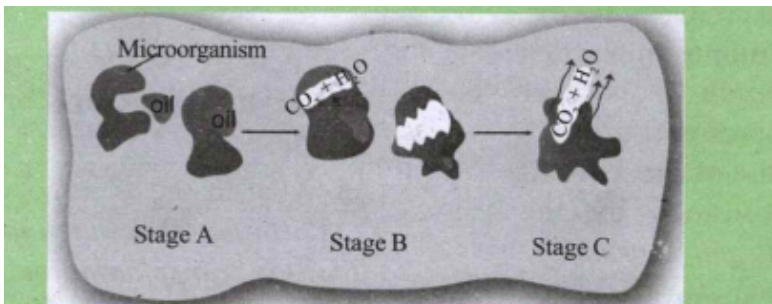 Microorganism
oil
oil
CO₂ + H₂O
CO₂ + H₂O
Stage A
Stage B
Stage C